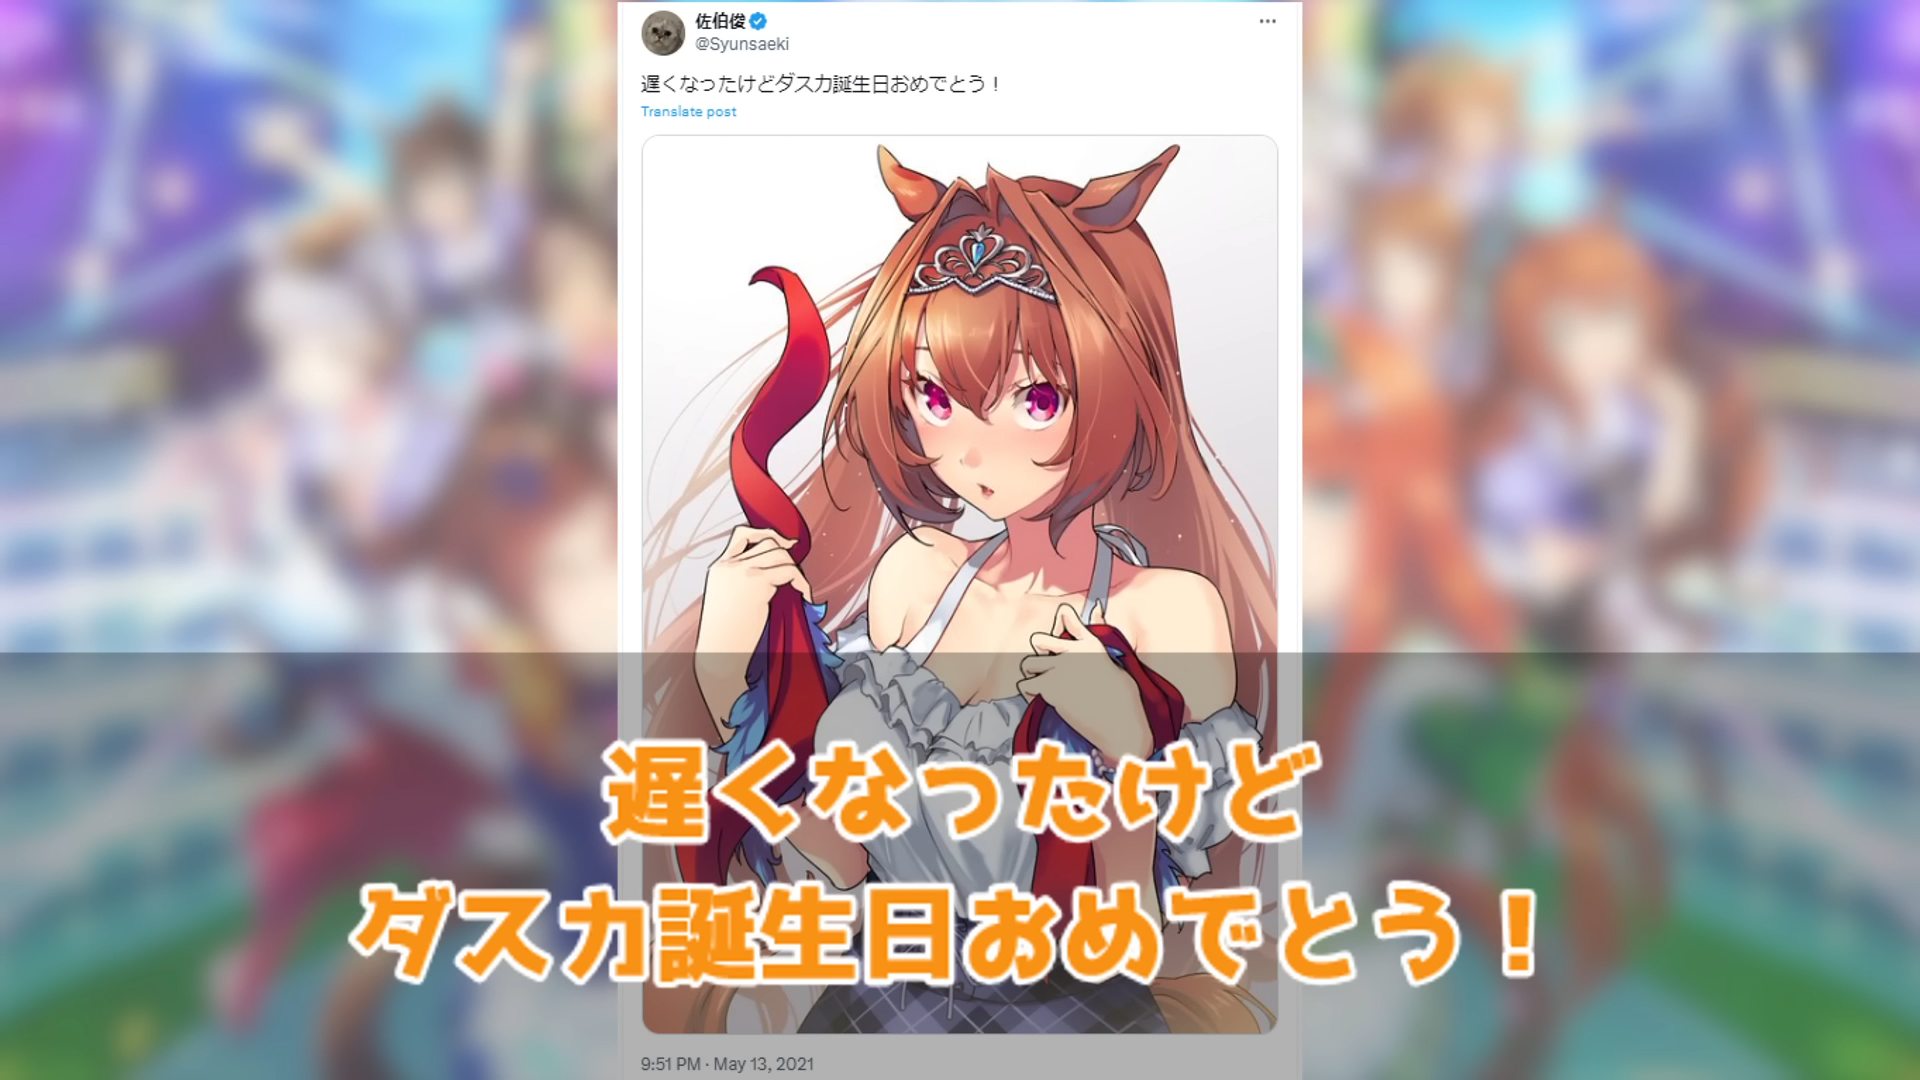 佐伯俊
@Syunsaeki
遅くなったけどダスカ誕生日おめでとう！
Translate post
遅くなったけど
ダスカ誕生日おめでとう！
9:51 PM · May 13, 2021